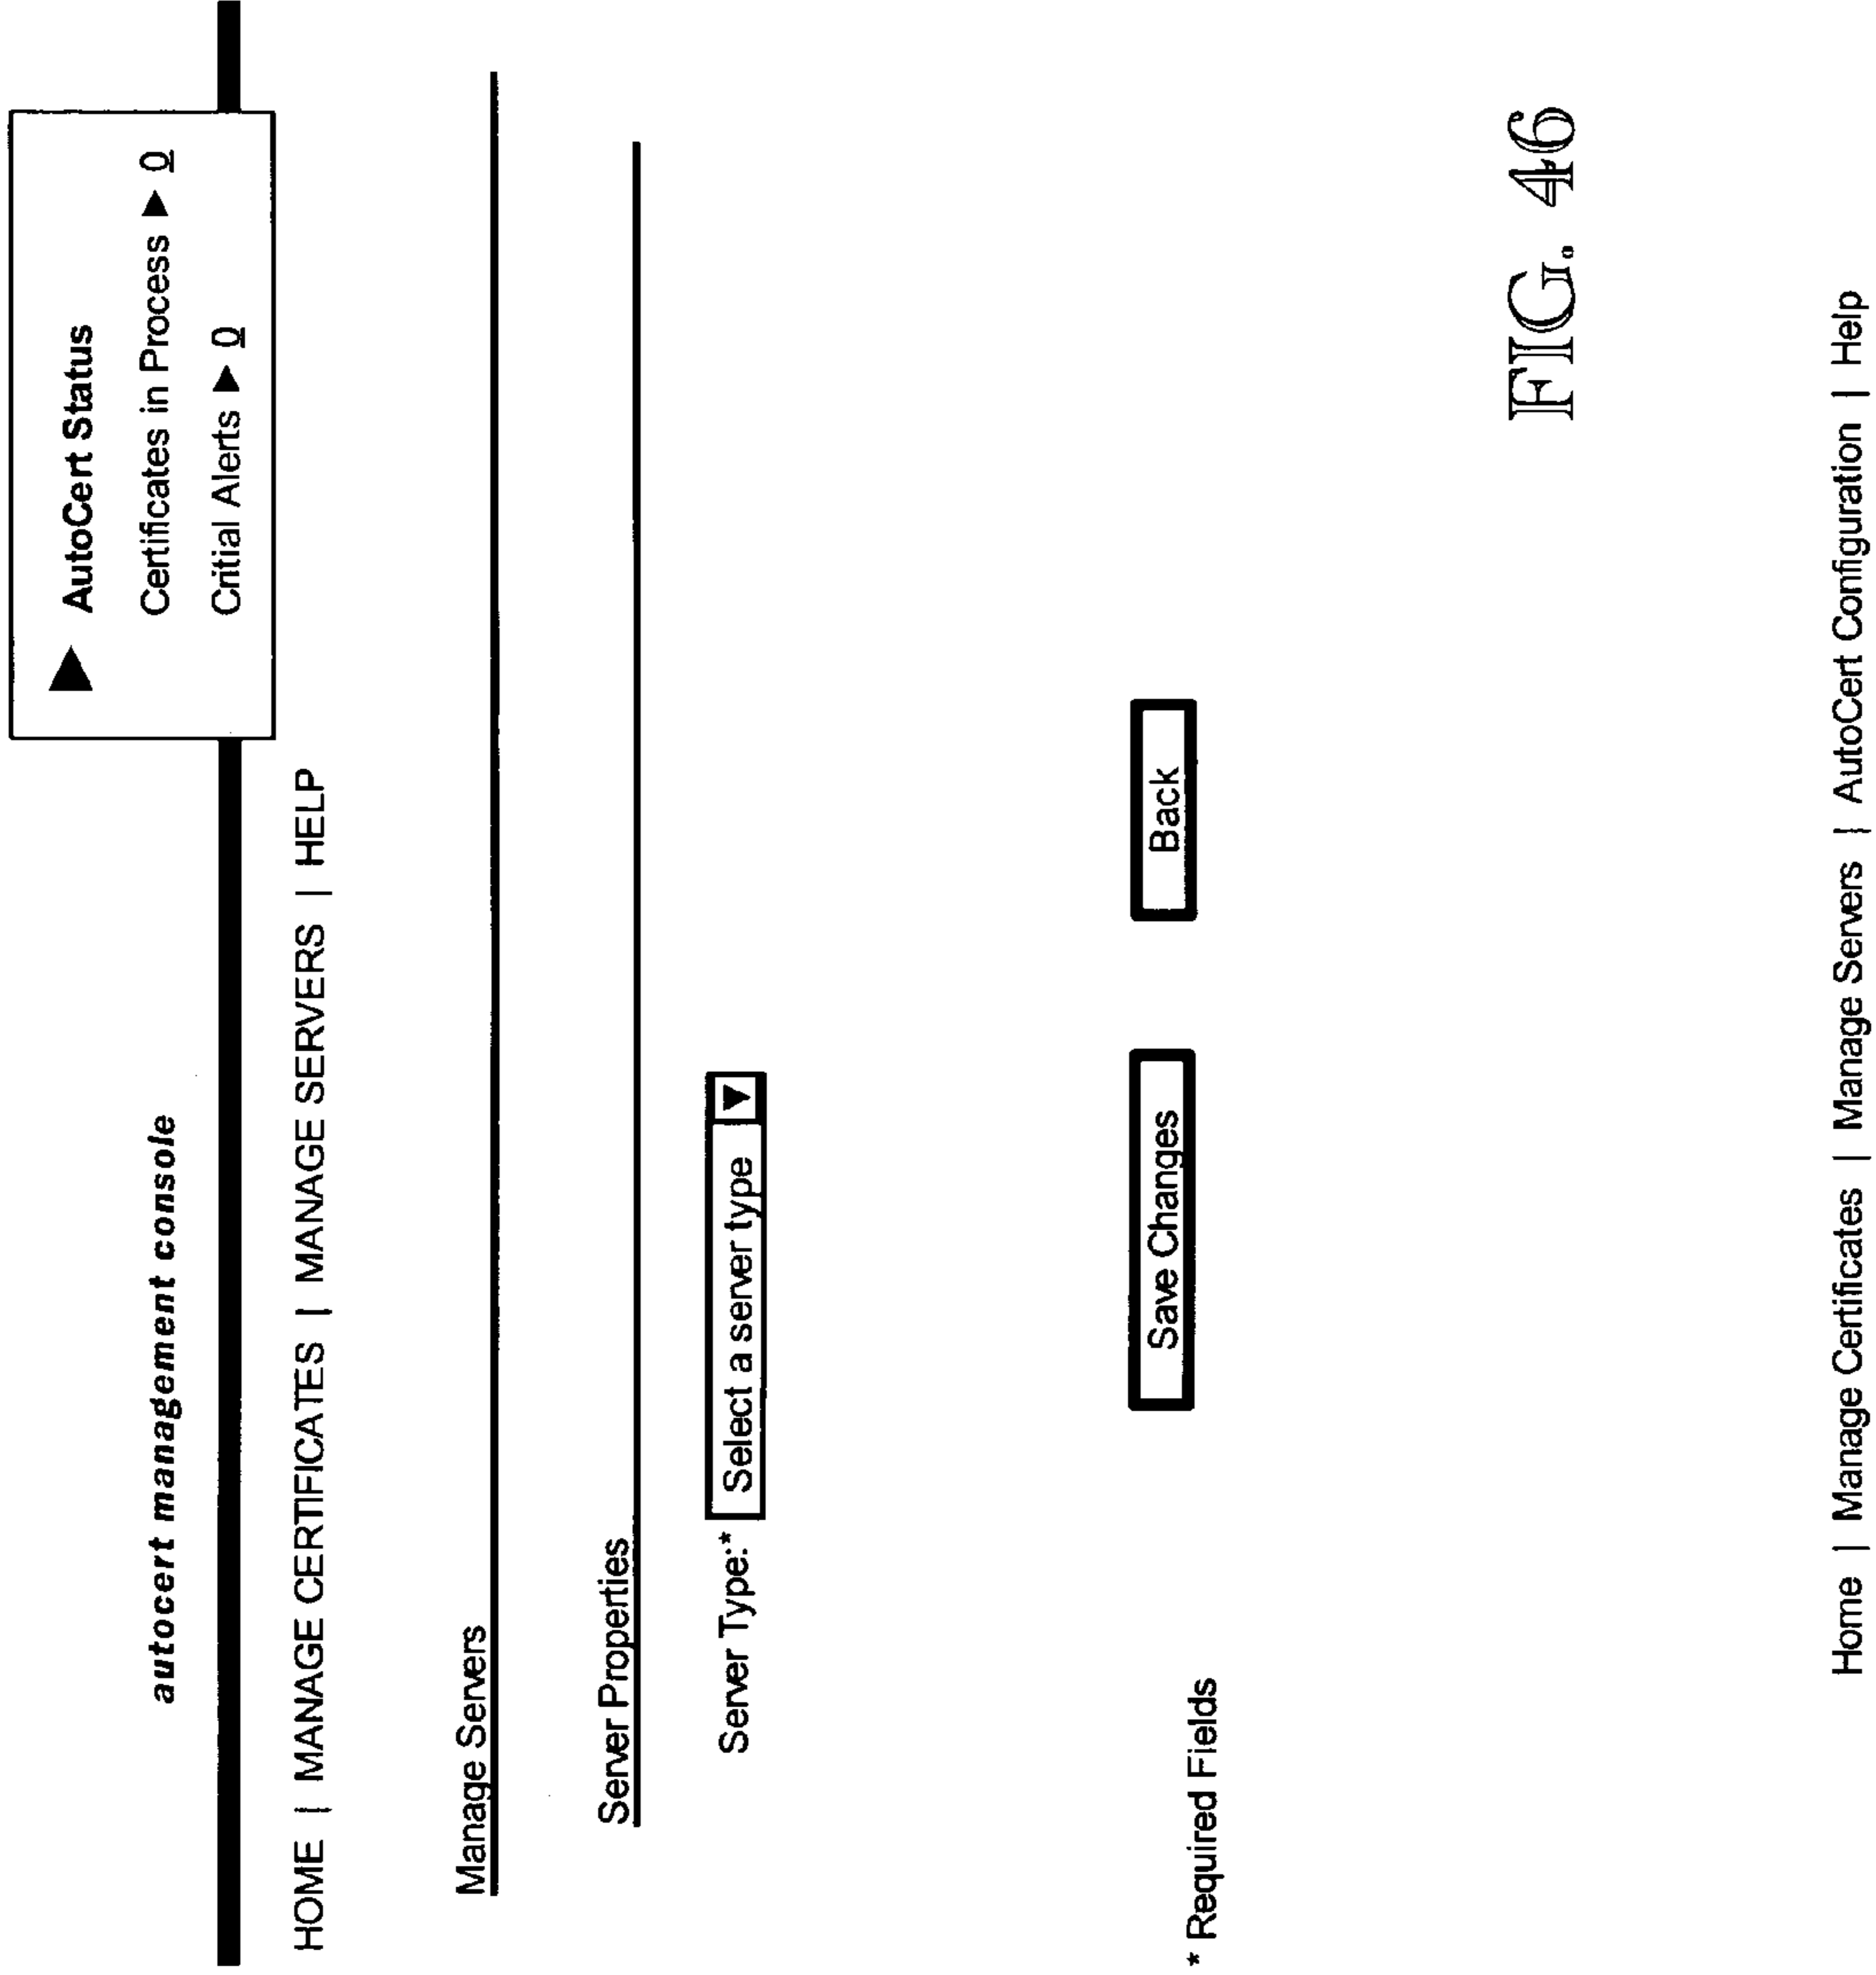 autocert management console
AutoCert Status
Certificates in Process ▶ 0
Critial Alerts ▶ 0
HOME | MANAGE CERTIFICATES | MANAGE SERVERS | HELP
Manage Servers
Server Properties
Server Type:* Select a server type
Save Changes Back
* Required Fields
FIG. 46
Home | Manage Certificates | Manage Servers | AutoCert Configuration | Help